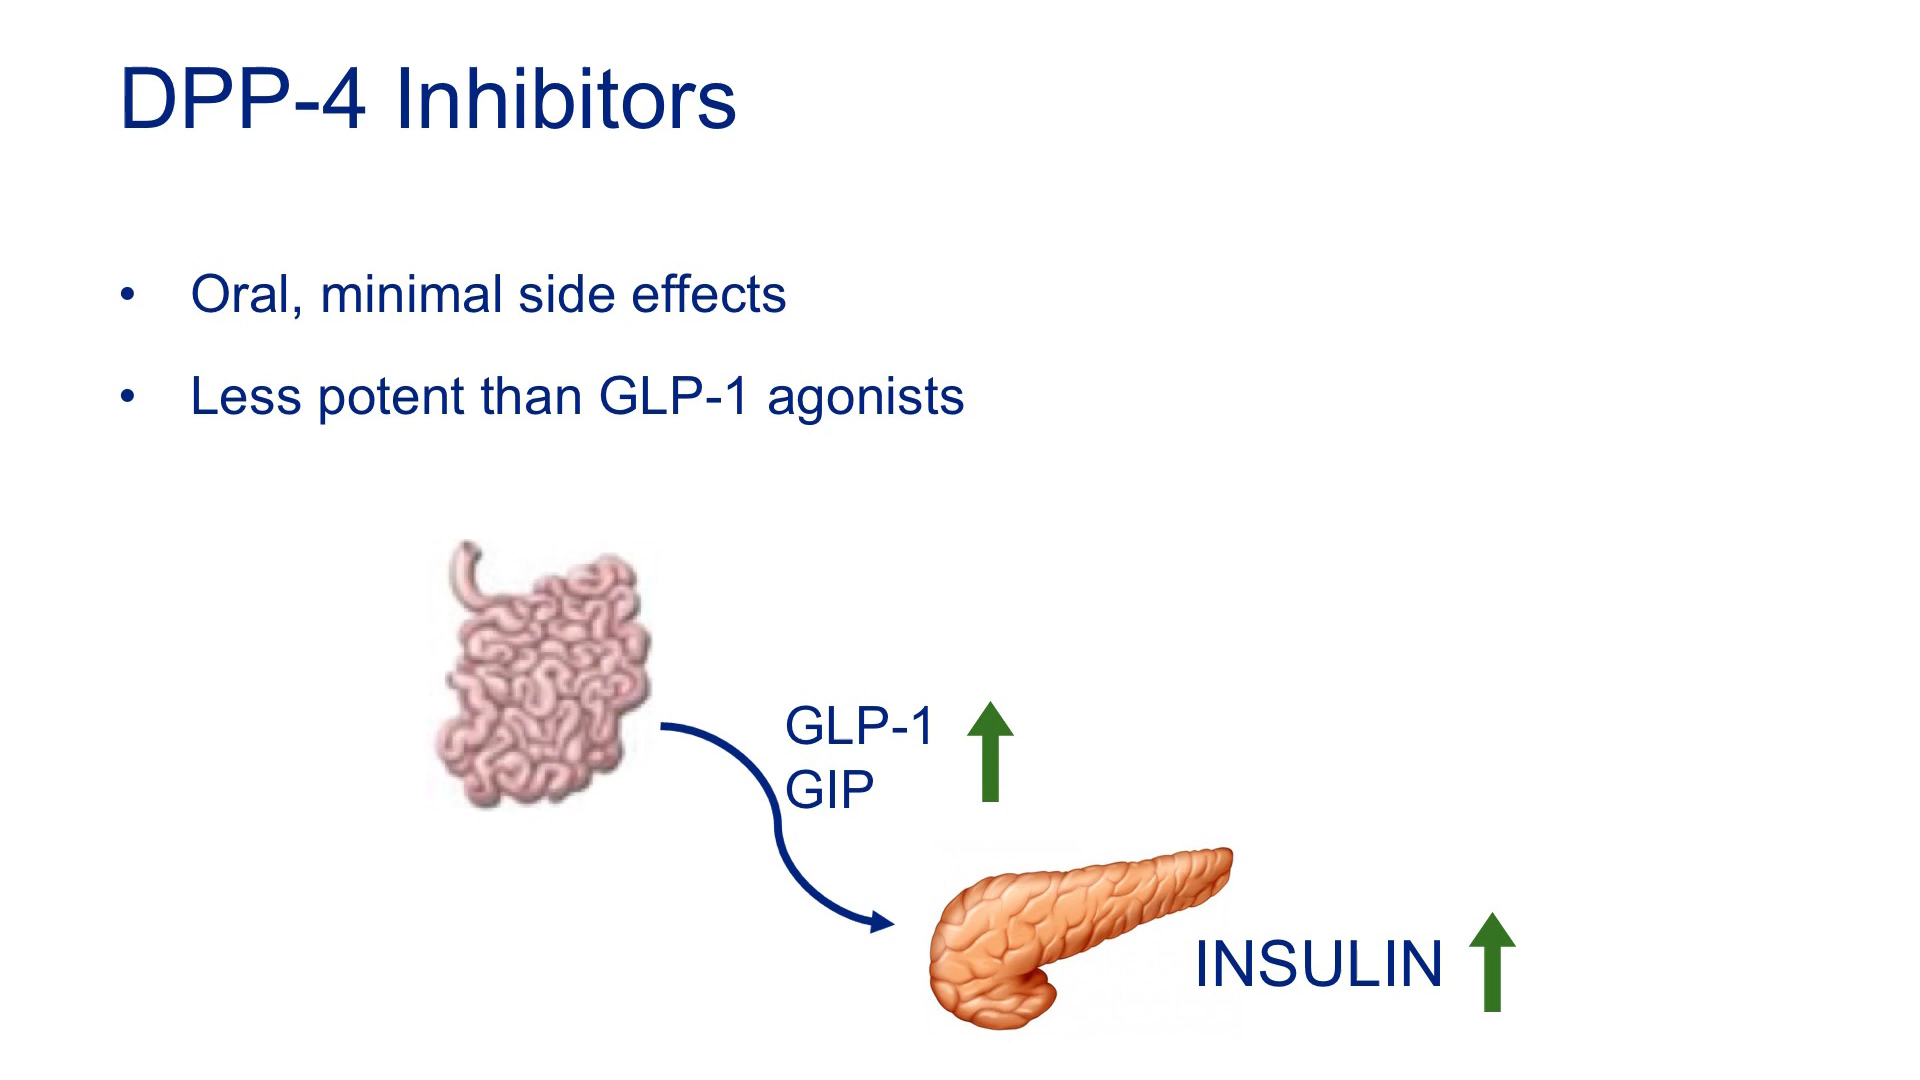 DPP-4 Inhibitors
• Oral, minimal side effects
• Less potent than GLP-1 agonists
GLP-1
GIP
INSULIN